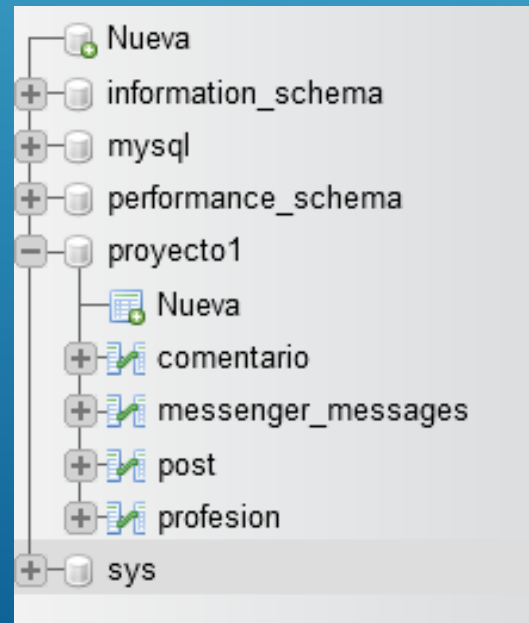 Nueva
information_schema
mysql
performance_schema
proyecto1
Nueva
comentario
messenger_messages
post
profesion
sys